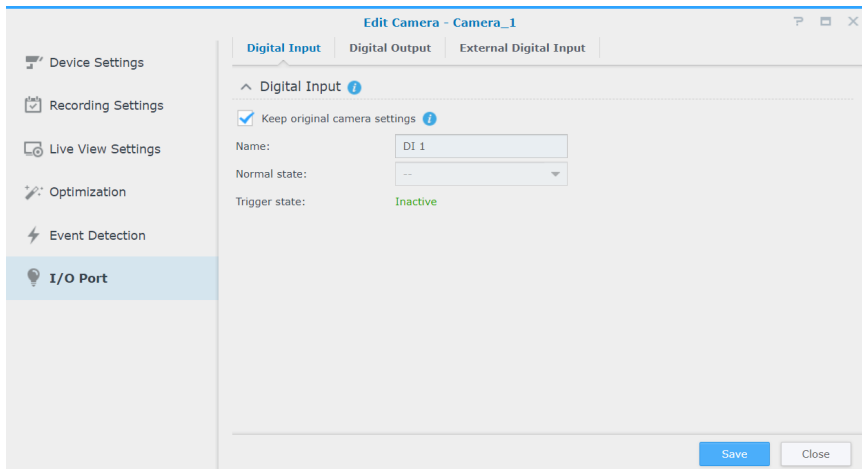 Edit Camera - Camera_1
Device Settings
Recording Settings
Live View Settings
Optimization
Event Detection
I/O Port
Digital Input
Digital Output
External Digital Input
Digital Input
Keep original camera settings
Name:
DI 1
Normal state:
--
Trigger state:
Inactive
Save
Close